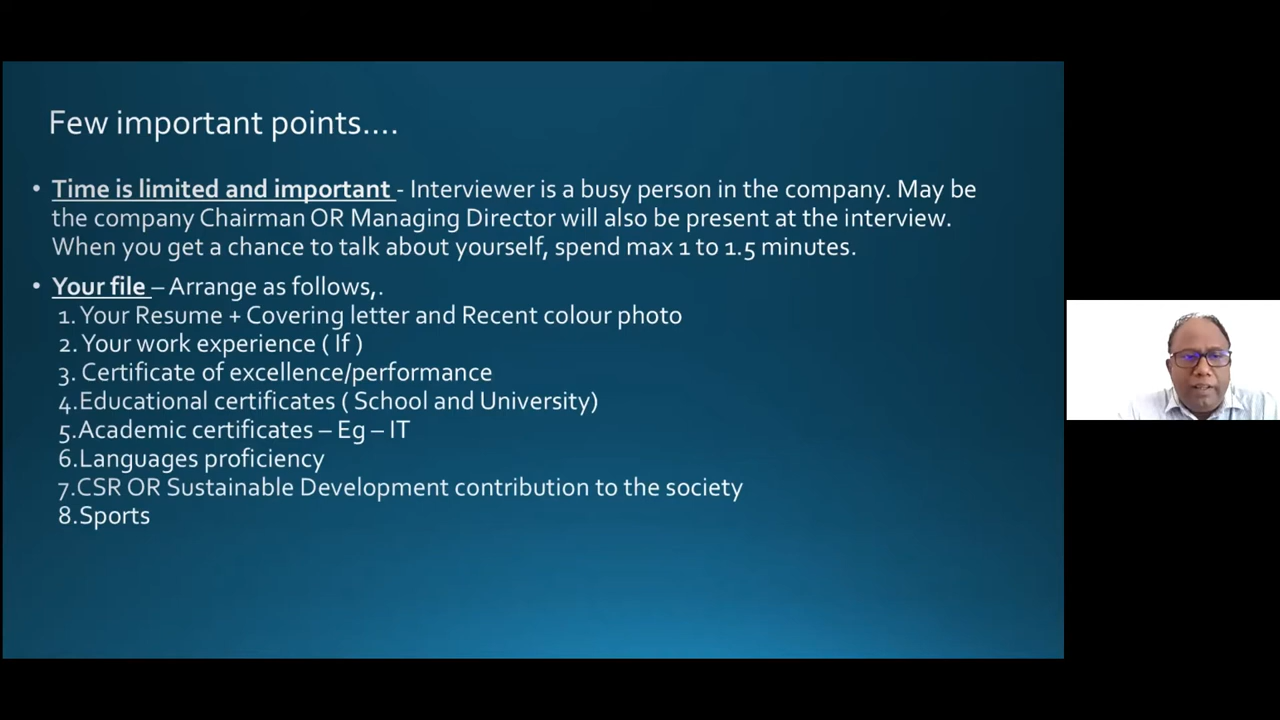 Few important points....
• Time is limited and important - Interviewer is a busy person in the company. May be
the company Chairman OR Managing Director will also be present at the interview.
When you get a chance to talk about yourself, spend max 1 to 1.5 minutes.
• Your file – Arrange as follows,.
1. Your Resume + Covering letter and Recent colour photo
2. Your work experience ( If )
3. Certificate of excellence/performance
4.Educational certificates ( School and University)
5.Academic certificates – Eg – IT
6.Languages proficiency
7.CSR OR Sustainable Development contribution to the society
8.Sports